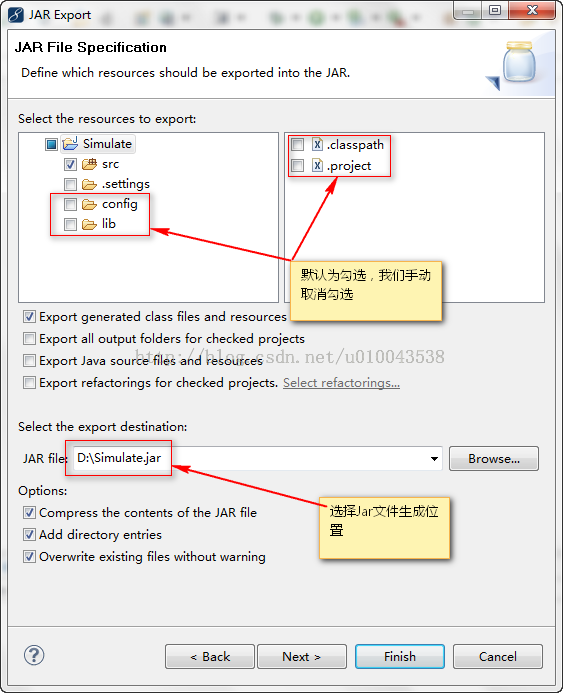 JAR Export
JAR File Specification
Define which resources should be exported into the JAR.
Select the resources to export:
Simulate
src
.settings
config
lib
.classpath
.project
默认为勾选，我们手动
取消勾选
Export generated class files and resources
Export all output folders for checked projects
http://blog.csdn.net/u010043538
Export Java source files and resources
Export refactorings for checked projects. Select refactorings...
Select the export destination:
JAR file: D:\Simulate.jar Browse...
选择Jar文件生成位
置
Options:
Compress the contents of the JAR file
Add directory entries
Overwrite existing files without warning
? < Back Next > Finish Cancel